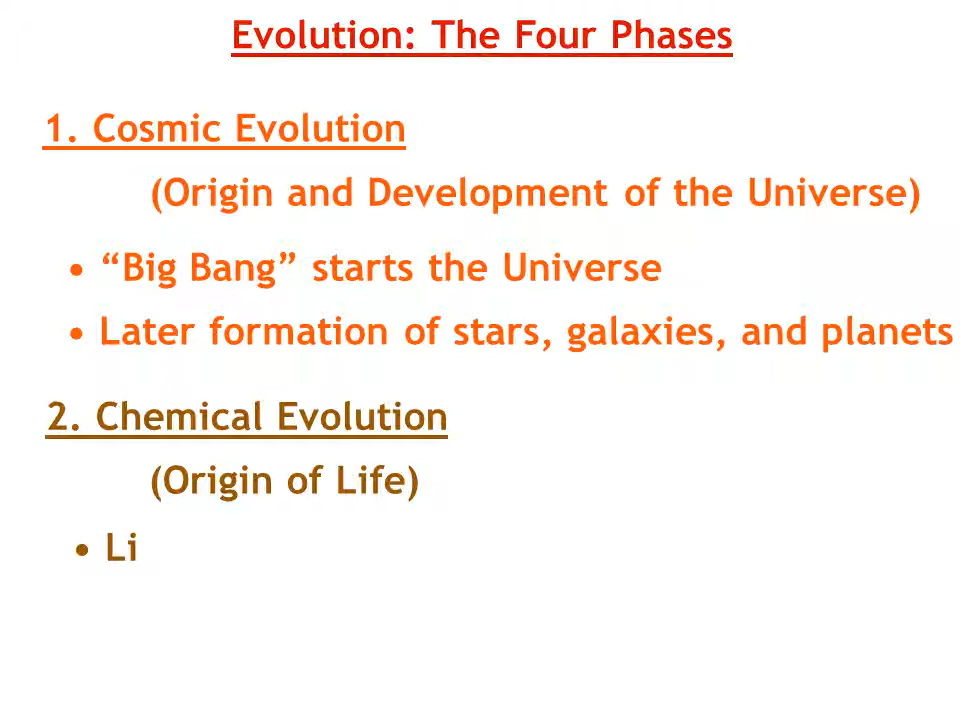 Evolution: The Four Phases
1. Cosmic Evolution
(Origin and Development of the Universe)
• “Big Bang” starts the Universe
• Later formation of stars, galaxies, and planets
2. Chemical Evolution
(Origin of Life)
• Li